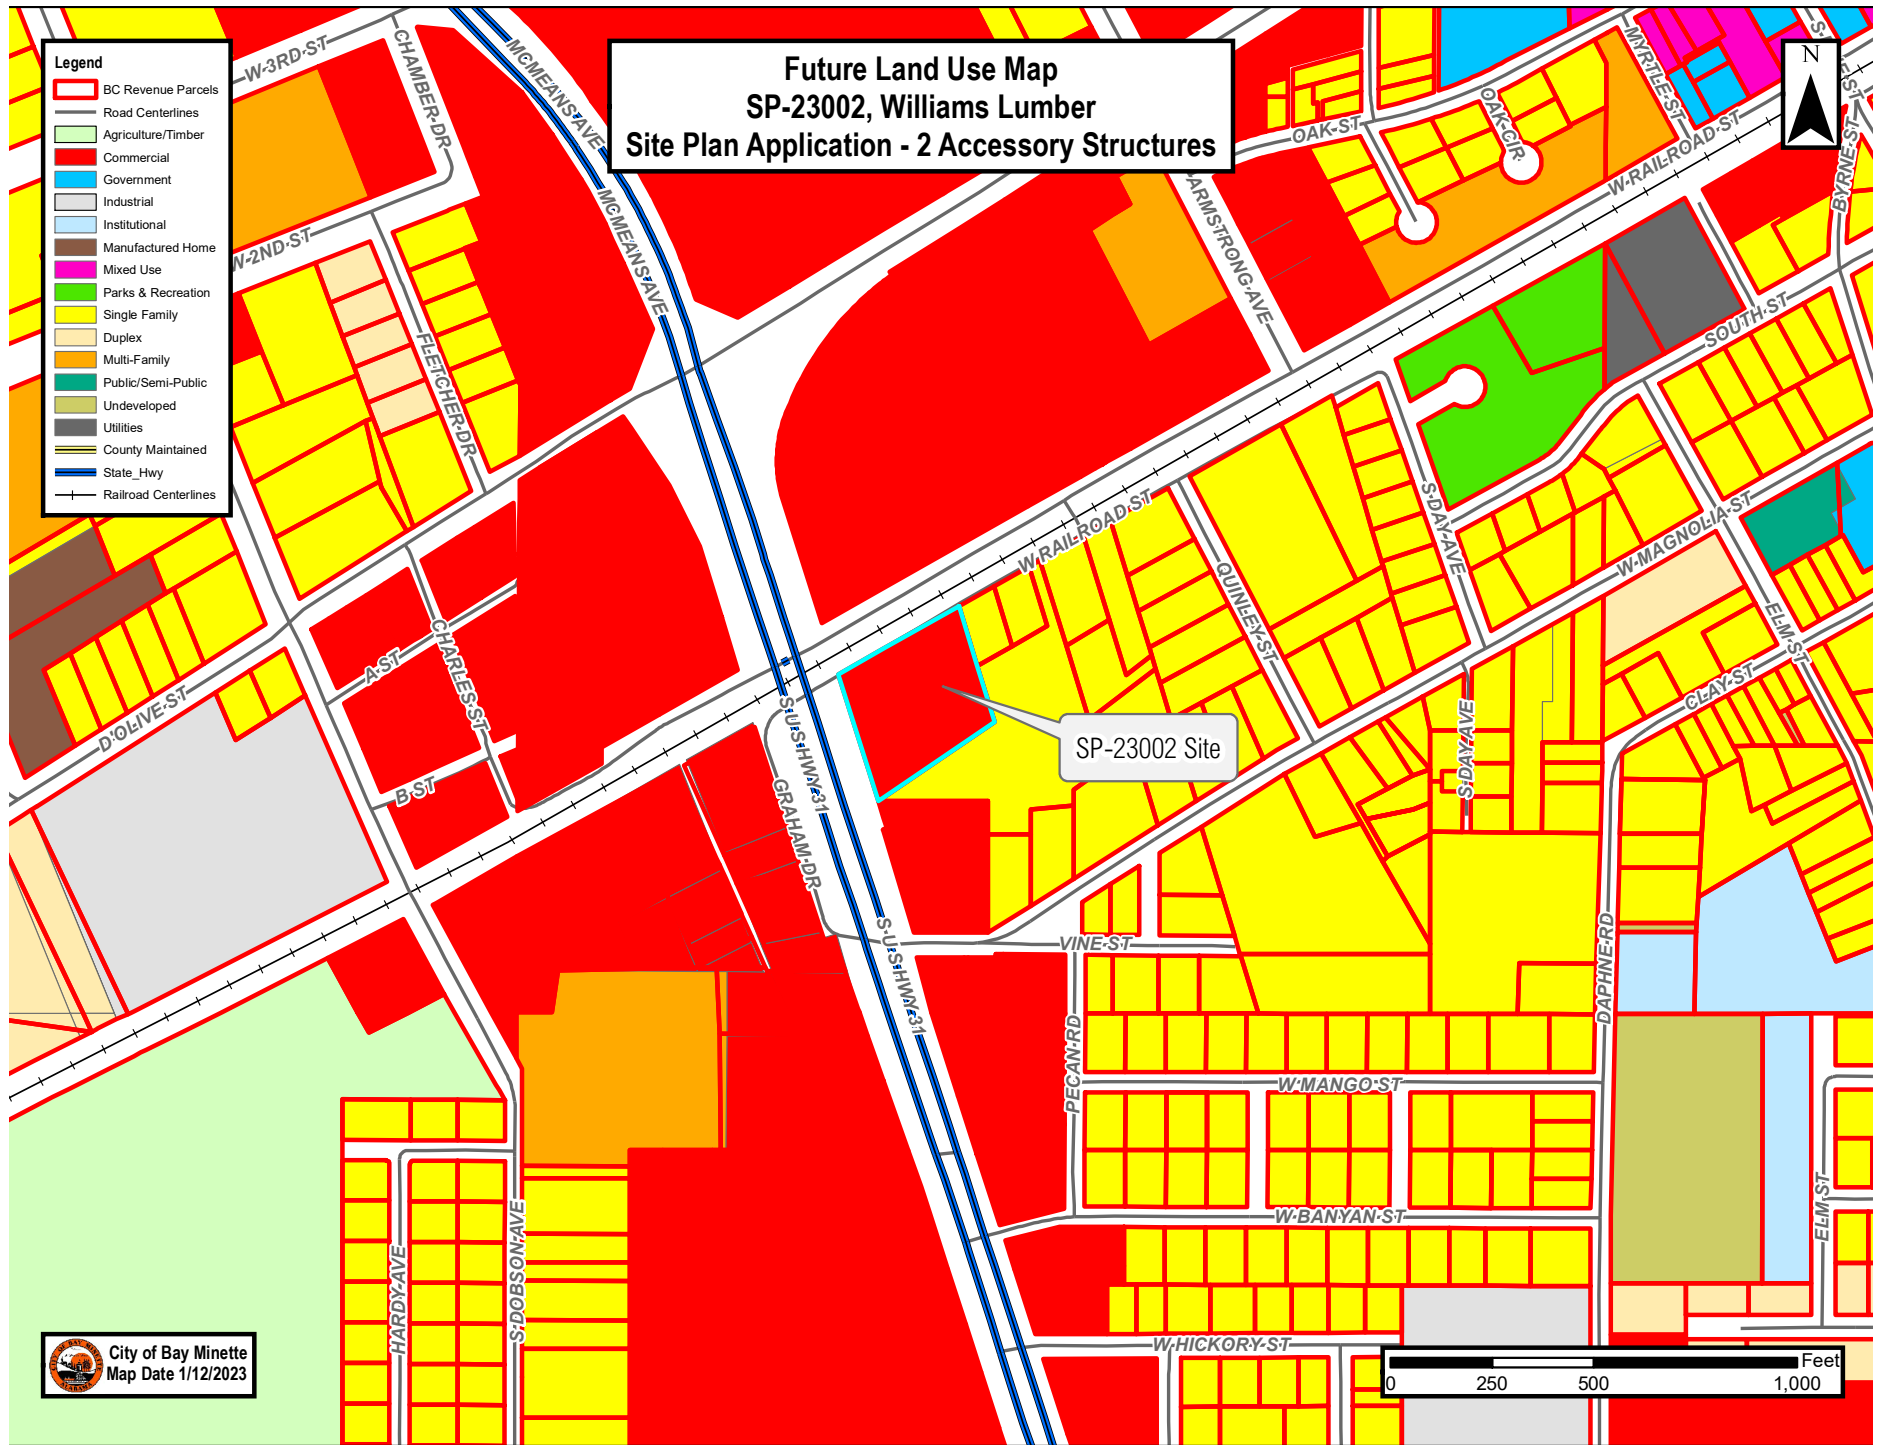 Future Land Use Map
SP-23002, Williams Lumber
Site Plan Application - 2 Accessory Structures
N
Legend
BC Revenue Parcels
Road Centerlines
Agriculture/Timber
Commercial
Government
Industrial
Institutional
Manufactured Home
Mixed Use
Parks & Recreation
Single Family
Duplex
Multi-Family
Public/Semi-Public
Undeveloped
Utilities
County Maintained
State_Hwy
Railroad Centerlines
W 3RD ST
CHAMBER DR
MCMEANS AVE
MCMEANS AVE
W 2ND ST
FLETCHER DR
OAK ST
OAK CIR
MYRTLE ST
W RAILROAD ST
BYRNE ST
ARMSTRONG AVE
SOUTH ST
S DAY AVE
W RAILROAD ST
QUINLEY ST
W MAGNOLIA ST
ELM ST
CLAY ST
S DAY AVE
A ST
CHARLES ST
D'OLIVE ST
B ST
S U S HWY 31
GRAHAM DR
SP-23002 Site
S U S HWY 31
VINE ST
DAPHNE RD
PECAN RD
W MANGO ST
W BANYAN ST
ELM ST
HARDY AVE
S DOBSON AVE
W HICKORY ST
CITY OF BAY MINETTE
ALABAMA
City of Bay Minette
Map Date 1/12/2023
Feet
0 250 500 1,000